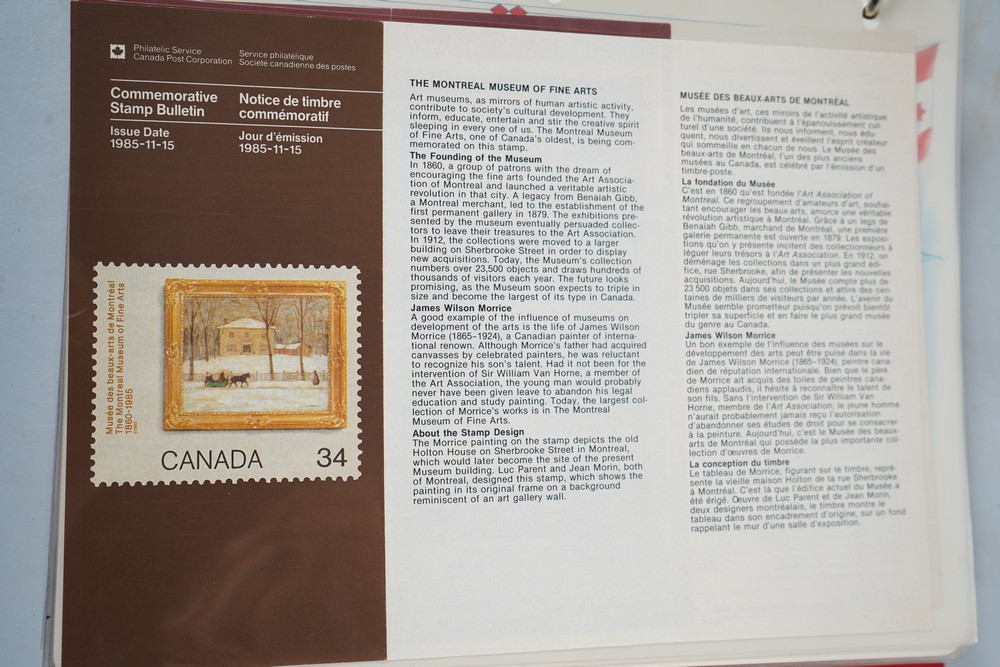 Philatelic Service
Canada Post Corporation
Service philatélique
Société canadienne des postes
Commemorative
Stamp Bulletin
Notice de timbre
commémoratif
Issue Date
1985-11-15
Jour d'émission
1985-11-15
Musée des beaux-arts de Montréal
The Montreal Museum of Fine Arts
1860-1985
CANADA 34
THE MONTREAL MUSEUM OF FINE ARTS
Art museums, as mirrors of human artistic activity,
contribute to society's cultural development. They
inform, educate, entertain and stir the creative spirit
sleeping in every one of us. The Montreal Museum
of Fine Arts, one of Canada's oldest, is being com-
memorated on this stamp.
The Founding of the Museum
In 1860, a group of patrons with the dream of
encouraging the fine arts founded the Art Associa-
tion of Montreal and launched a veritable artistic
revolution in that city. A legacy from Benaiah Gibb,
a Montreal merchant, led to the establishment of the
first permanent gallery in 1879. The exhibitions pre-
sented by the museum eventually persuaded collec-
tors to leave their treasures to the Art Association.
In 1912, the collections were moved to a larger
building on Sherbrooke Street in order to display
new acquisitions. Today, the Museum's collection
numbers over 23,500 objects and draws hundreds of
thousands of visitors each year. The future looks
promising, as the Museum soon expects to triple in
size and become the largest of its type in Canada.
James Wilson Morrice
A good example of the influence of museums on
development of the arts is the life of James Wilson
Morrice (1865–1924), a Canadian painter of interna-
tional renown. Although Morrice's father had acquired
canvasses by celebrated painters, he was reluctant
to recognize his son's talent. Had it not been for the
intervention of Sir William Van Horne, a member of
the Art Association, the young man would probably
never have been given leave to abandon his legal
education and study painting. Today, the largest col-
lection of Morrice's works is in The Montreal
Museum of Fine Arts.
About the Stamp Design
The Morrice painting on the stamp depicts the old
Holton House on Sherbrooke Street in Montreal,
which would later become the site of the present
Museum building. Luc Parent and Jean Morin, both
of Montreal, designed this stamp, which shows the
painting in its original frame on a background
reminiscent of an art gallery wall.
MUSÉE DES BEAUX-ARTS DE MONTRÉAL
Les musées d'art, ces miroirs de l'activité artistique
de l'humanité, contribuent à l'épanouissement cul-
turel d'une société. Ils nous informent, nous édu-
quent, nous divertissent et éveillent l'esprit créateur
qui sommeille en chacun de nous. Le Musée des
beaux-arts de Montréal, l'un des plus anciens
musées au Canada, est célébré par l'émission d'un
timbre-poste.
La fondation du Musée
C'est en 1860 qu'est fondée l'Art Association of
Montreal. Ce regroupement d'amateurs d'art, souhai-
tant encourager les beaux-arts, amorce une véritable
révolution artistique à Montréal. Grâce à un legs de
Benaiah Gibb, marchand de Montréal, une première
galerie permanente est ouverte en 1879. Les exposi-
tions qu'on y présente incitent des collectionneurs à
léguer leurs trésors à l'Art Association. En 1912, on
déménage les collections dans un plus grand édi-
fice, rue Sherbrooke, afin de présenter les nouvelles
acquisitions. Aujourd'hui, le Musée compte plus de
23 500 objets dans ses collections et attire des cen-
taines de milliers de visiteurs par année. L'avenir du
Musée semble prometteur puisqu'on prévoit bientôt
tripler sa superficie et en faire le plus grand musée
du genre au Canada.
James Wilson Morrice
Un bon exemple de l'influence des musées sur le
développement des arts peut être puisé dans la vie
de James Wilson Morrice (1865-1924), peintre cana-
dien de réputation internationale. Bien que le père
de Morrice ait acquis des toiles de peintres cana-
diens applaudis, il hésite à reconnaître le talent de
son fils. Sans l'intervention de Sir William Van
Horne, membre de l'Art Association, le jeune homme
n'aurait probablement jamais reçu l'autorisation
d'abandonner ses études de droit pour se consacrer
à la peinture. Aujourd'hui, c'est le Musée des beaux-
arts de Montréal qui possède la plus importante col-
lection d'œuvres de Morrice.
La conception du timbre
Le tableau de Morrice, figurant sur le timbre, repré-
sente la vieille maison Holton de la rue Sherbrooke
à Montréal. C'est là que l'édifice actuel du Musée a
été érigé. Œuvre de Luc Parent et de Jean Morin,
deux designers montréalais, le timbre montre le
tableau dans son encadrement d'origine, sur un fond
rappelant le mur d'une salle d'exposition.